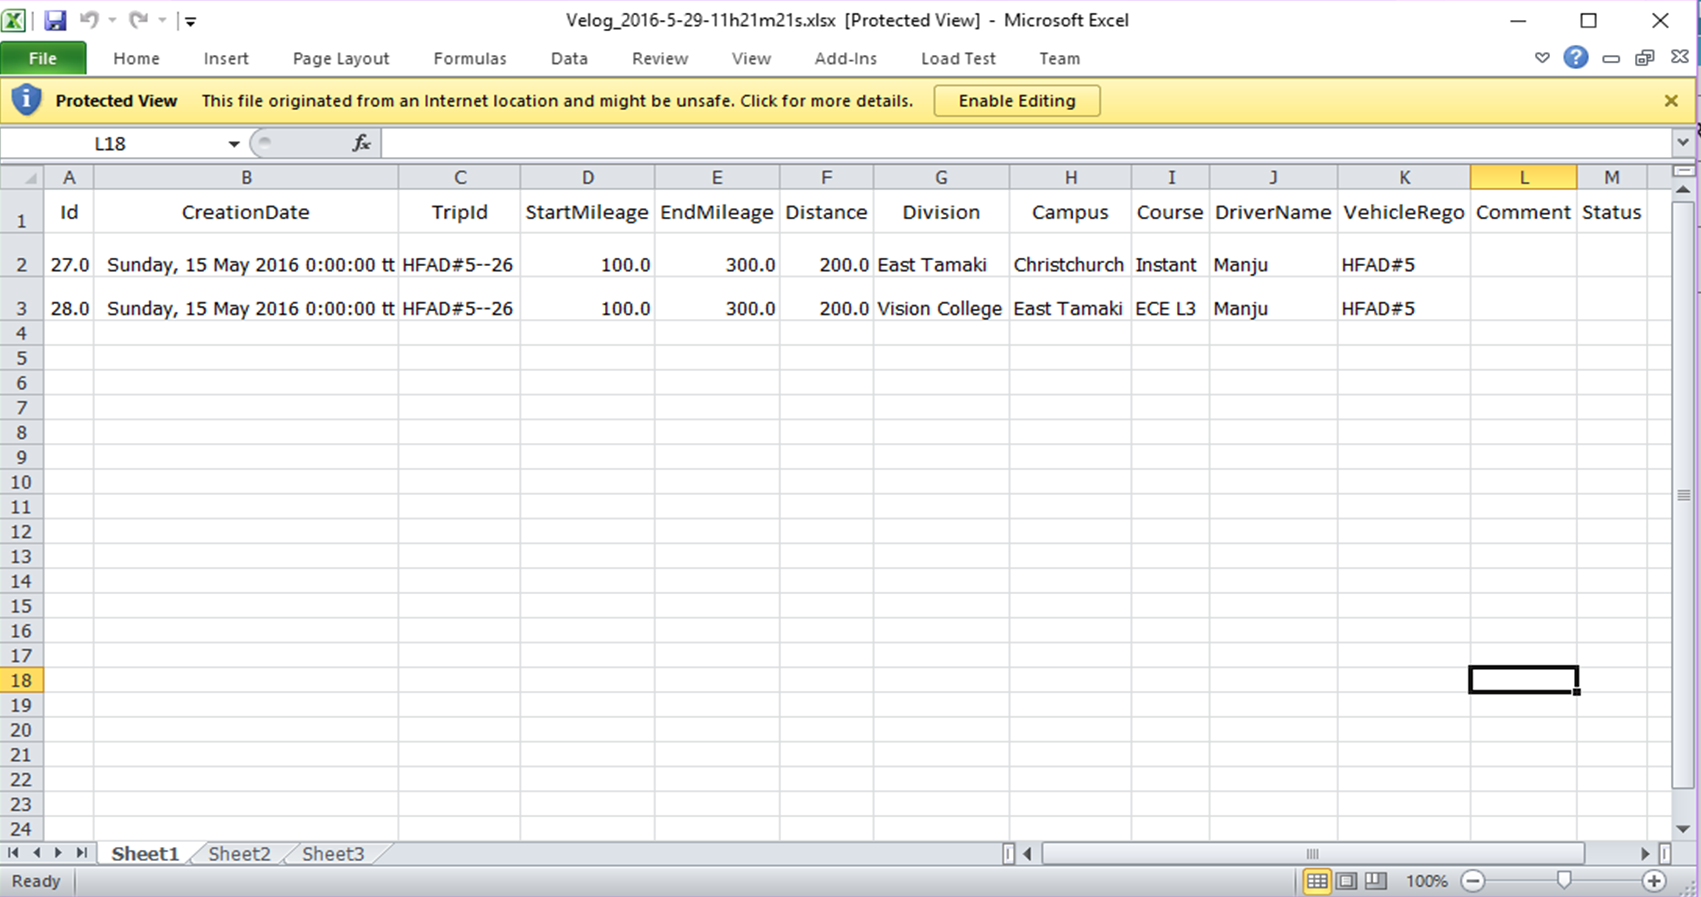 Velog_2016-5-29-11h21m21s.xlsx [Protected View] - Microsoft Excel
File Home Insert Page Layout Formulas Data Review View Add-Ins Load Test Team
Protected View This file originated from an Internet location and might be unsafe. Click for more details. Enable Editing
L18 fx
A B C D E F G H I J K L M
1 Id CreationDate TripId StartMileage EndMileage Distance Division Campus Course DriverName VehicleRego Comment Status
2 27.0 Sunday, 15 May 2016 0:00:00 tt HFAD#5--26 100.0 300.0 200.0 East Tamaki Christchurch Instant Manju HFAD#5
3 28.0 Sunday, 15 May 2016 0:00:00 tt HFAD#5--26 100.0 300.0 200.0 Vision College East Tamaki ECE L3 Manju HFAD#5
4
5
6
7
8
9
10
11
12
13
14
15
16
17
18
19
20
21
22
23
24
Sheet1 Sheet2 Sheet3
Ready 100%